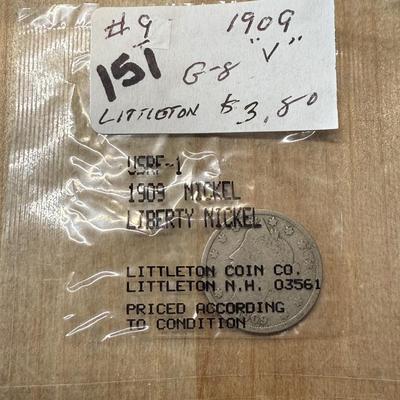 #9 1909
151 G-8 "V"
LITTLETON $3.80
USRF-1
1909 NICKEL
LIBERTY NICKEL
LITTLETON COIN CO.
LITTLETON N.H. 03561
PRICED ACCORDING
TO CONDITION